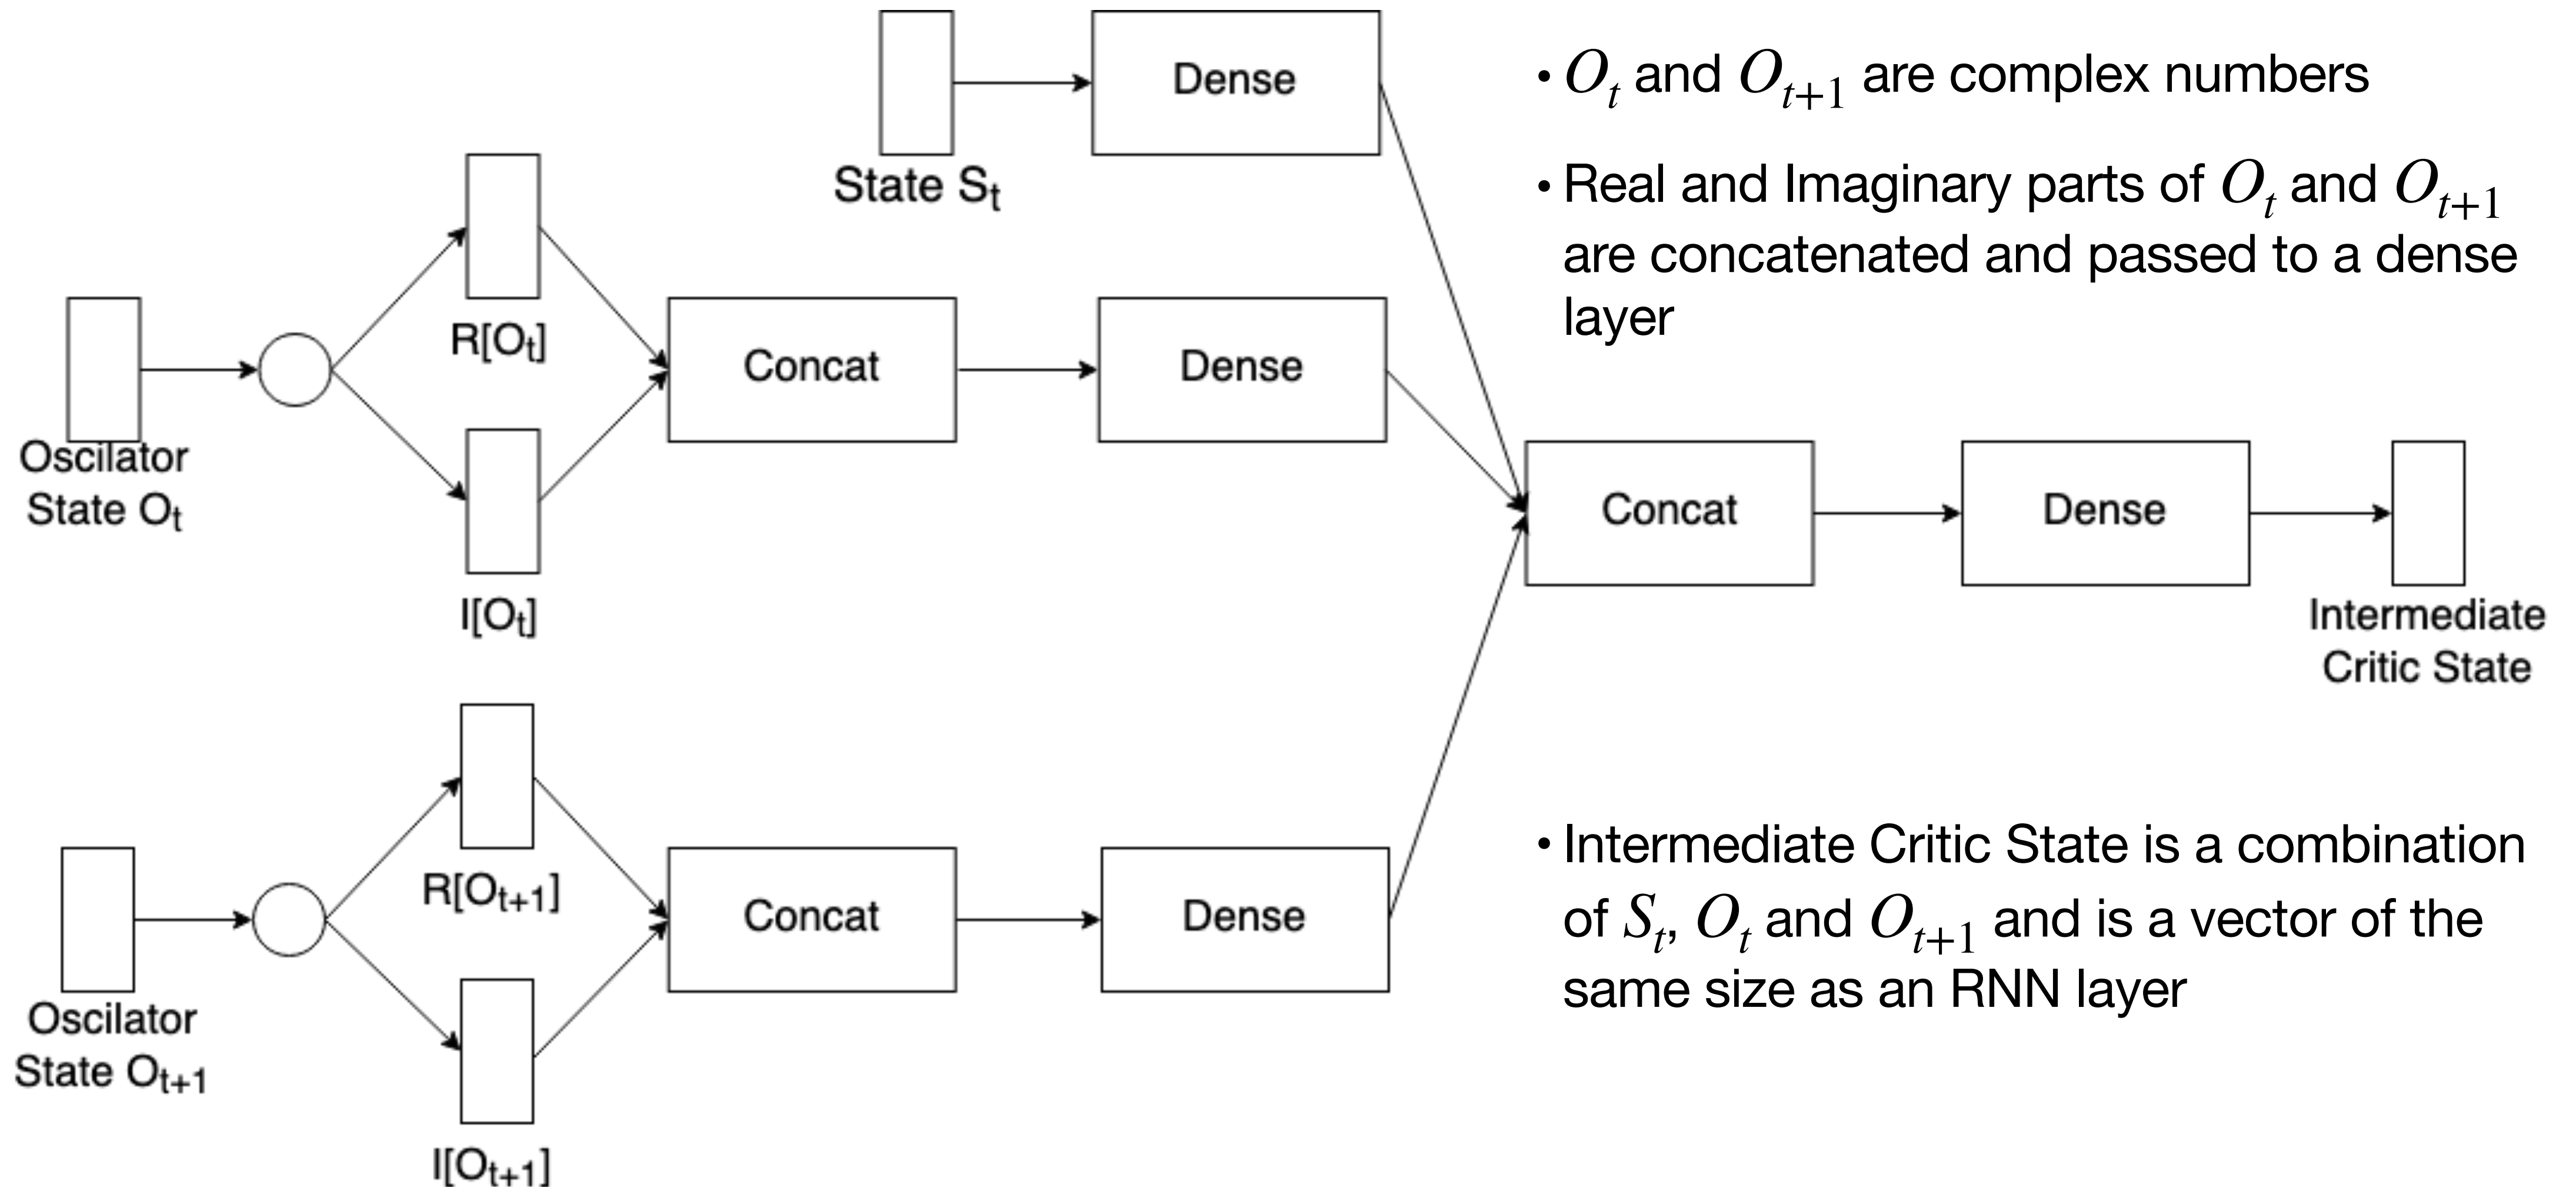 State Sₜ
Dense
Oscilator
State Oₜ
R[Oₜ]
I[Oₜ]
Concat
Dense
Oscilator
State Oₜ₊₁
R[Oₜ₊₁]
I[Oₜ₊₁]
Concat
Dense
Concat
Dense
Intermediate
Critic State
• Oₜ and Oₜ₊₁ are complex numbers
• Real and Imaginary parts of Oₜ and Oₜ₊₁
are concatenated and passed to a dense
layer
• Intermediate Critic State is a combination
of Sₜ, Oₜ and Oₜ₊₁ and is a vector of the
same size as an RNN layer